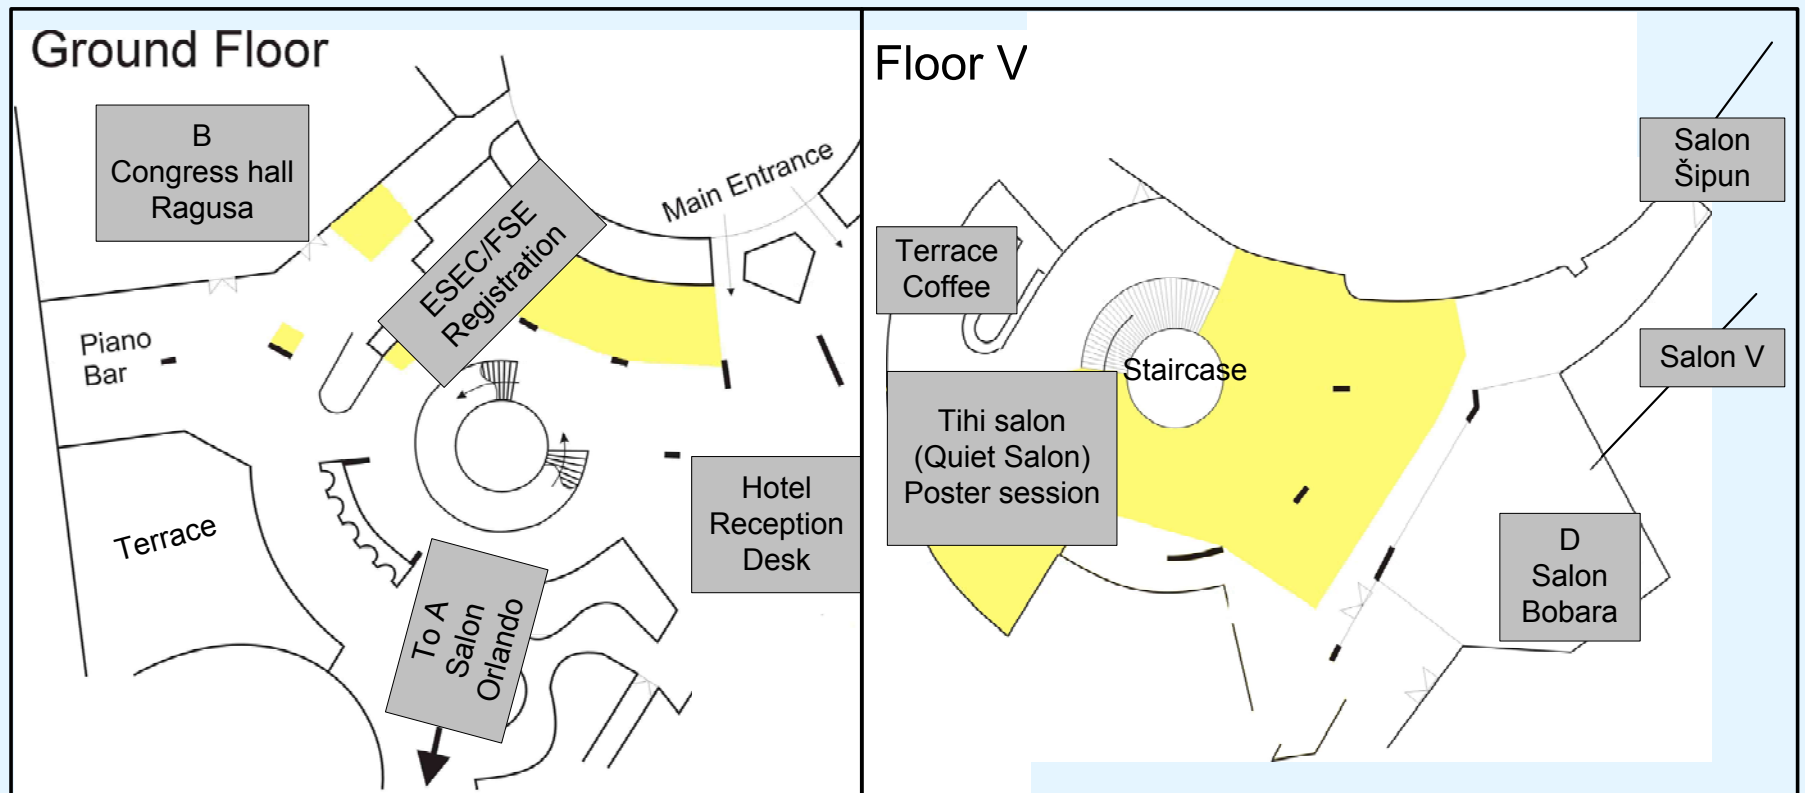 Ground Floor
B
Congress hall
Ragusa
Main Entrance
ESEC/FSE
Registration
Piano
Bar
Terrace
Hotel
Reception
Desk
To A
Salon
Orlando
Floor V
Salon
Šipun
Terrace
Coffee
Staircase
Salon V
Tihi salon
(Quiet Salon)
Poster session
D
Salon
Bobara